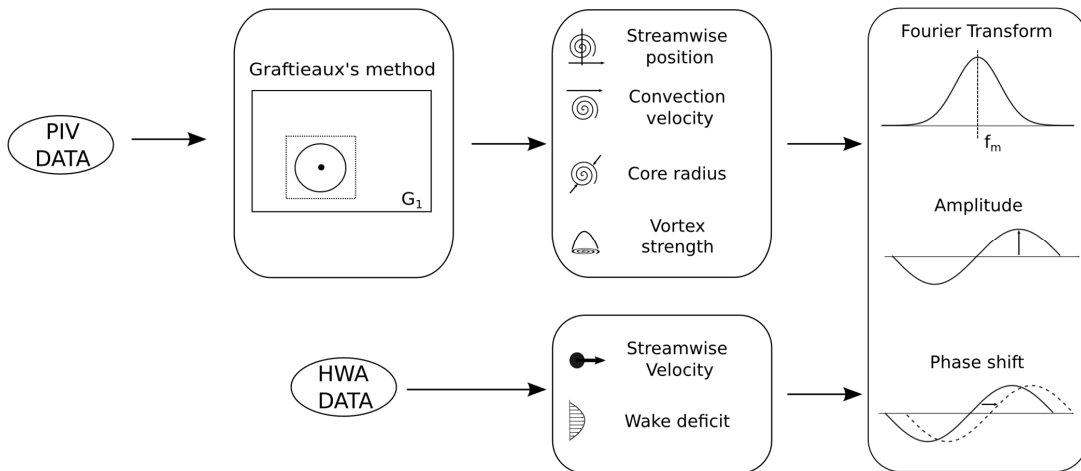 PIV
DATA
Graftieaux's method
G1
Streamwise
position
Convection
velocity
Core radius
Vortex
strength
HWA
DATA
Streamwise
Velocity
Wake deficit
Fourier Transform
fm
Amplitude
Phase shift